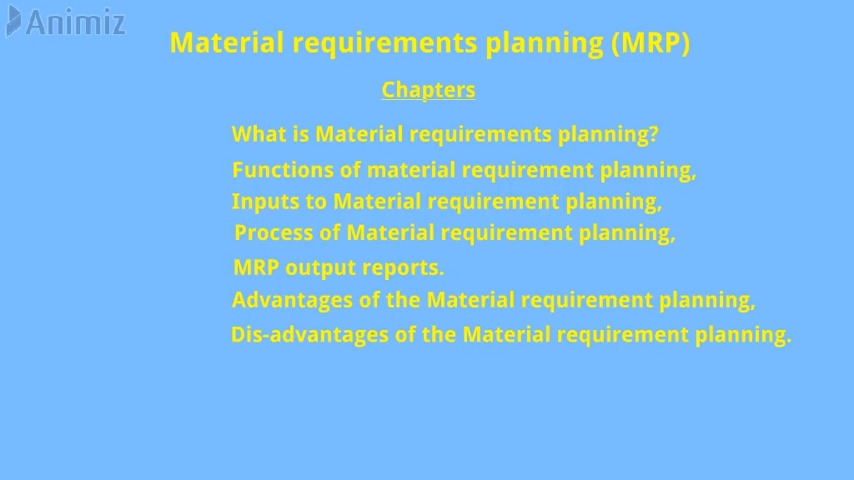 Animiz
Material requirements planning (MRP)
Chapters
What is Material requirements planning?
Functions of material requirement planning,
Inputs to Material requirement planning,
Process of Material requirement planning,
MRP output reports.
Advantages of the Material requirement planning,
Dis-advantages of the Material requirement planning.